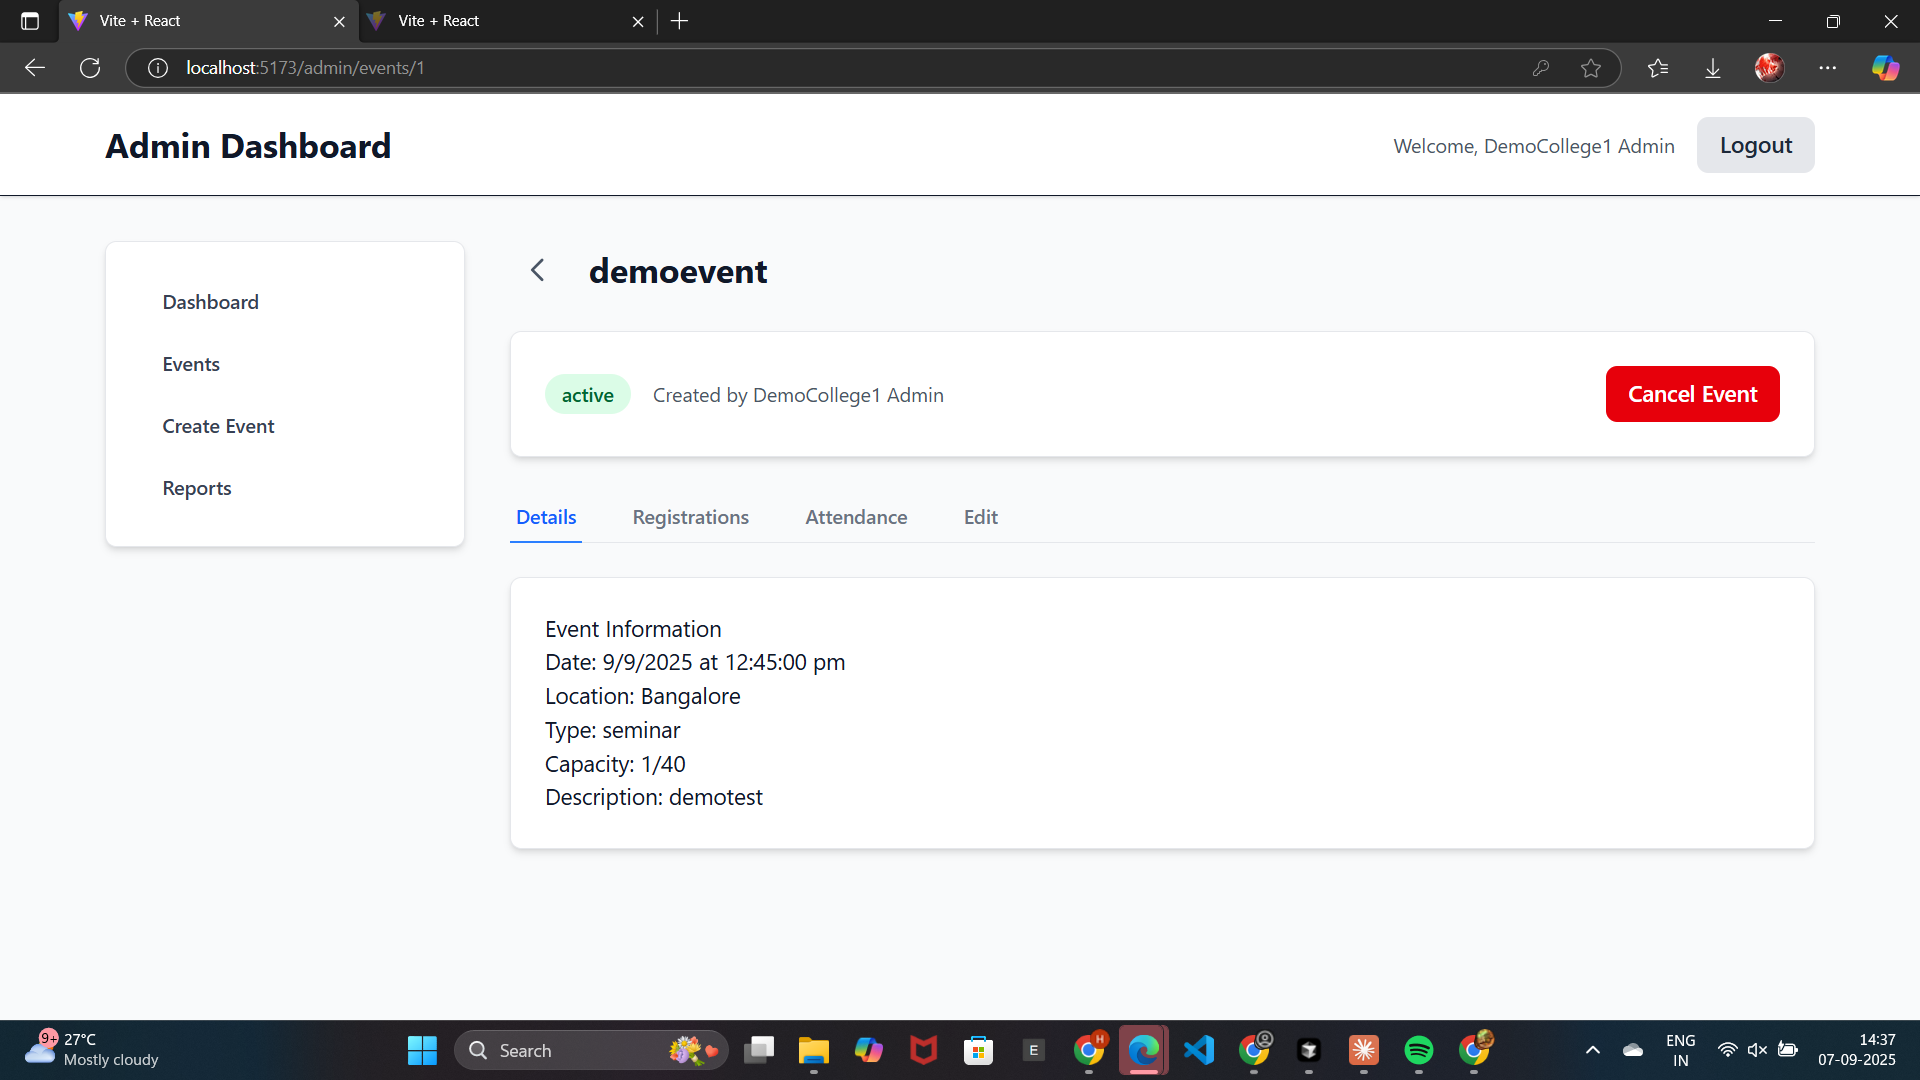 Vite + React
Vite + React
localhost:5173/admin/events/1
Admin Dashboard
Welcome, DemoCollege1 Admin
Logout
Dashboard
Events
Create Event
Reports
demoevent
active
Created by DemoCollege1 Admin
Cancel Event
Details
Registrations
Attendance
Edit
Event Information
Date: 9/9/2025 at 12:45:00 pm
Location: Bangalore
Type: seminar
Capacity: 1/40
Description: demotest
9+
27°C
Mostly cloudy
Search
E
H
ENG
IN
14:37
07-09-2025